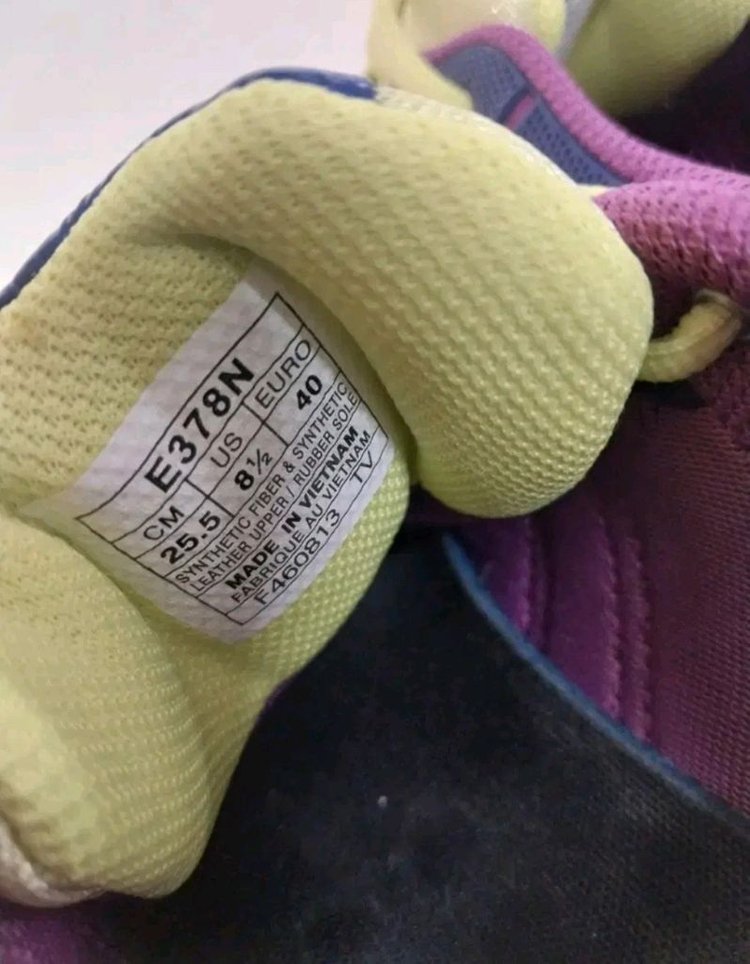 E378N
CM US EURO
25.5 8½ 40
SYNTHETIC FIBER & SYNTHETIC
LEATHER UPPER / RUBBER SOLE
MADE IN VIETNAM
FABRIQUE AU VIETNAM
F460813 TV